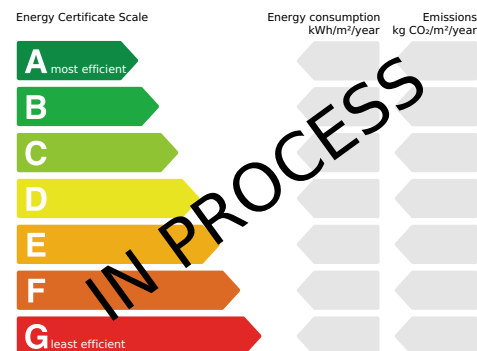 Energy Certificate Scale
Energy consumption
kWh/m²/year
Emissions
kg CO₂/m²/year
A most efficient
B
C
D
E
F
G least efficient
IN PROCESS